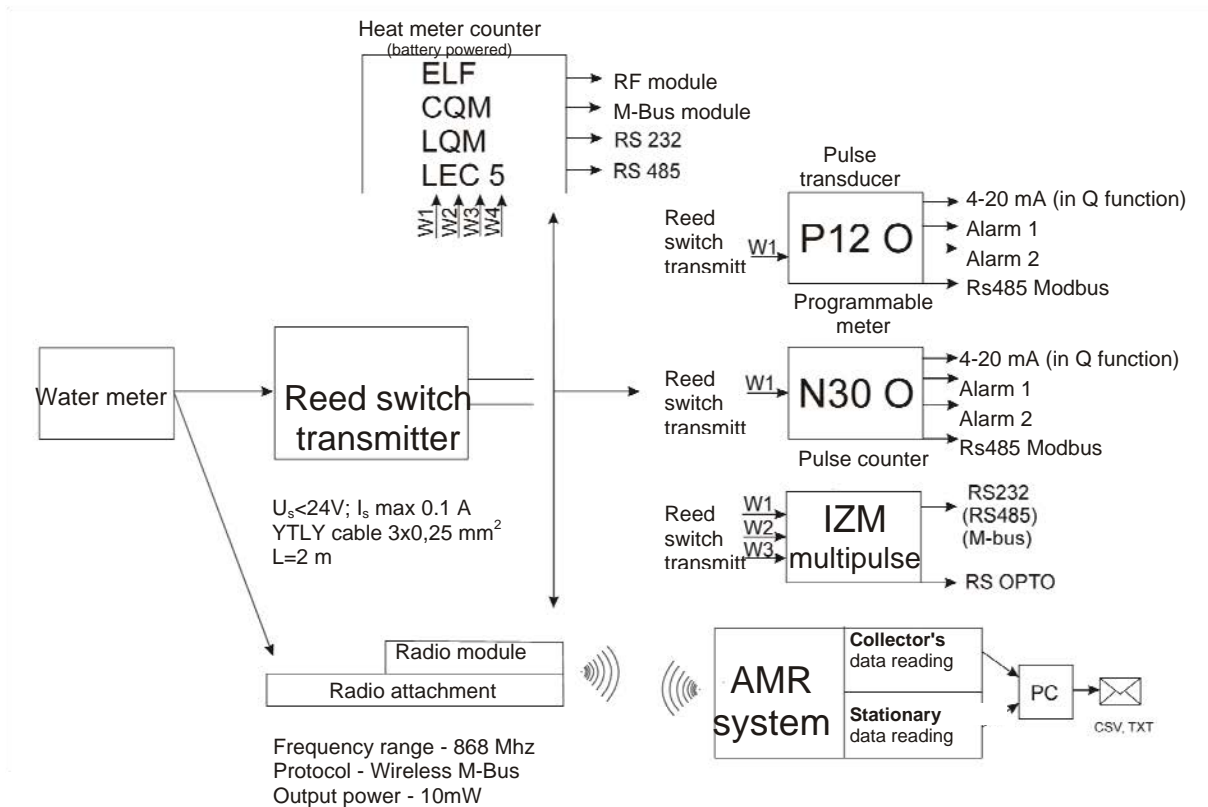 Heat meter counter
(battery powered)
ELF
CQM
LQM
LEC 5
W1
W2
W3
W4
RF module
M-Bus module
RS 232
RS 485
Pulse
transducer
Reed
switch
transmitt
W1
P12 O
4-20 mA (in Q function)
Alarm 1
Alarm 2
Rs485 Modbus
Programmable
meter
Water meter
Reed switch
transmitter
Reed
switch
transmitt
W1
N30 O
4-20 mA (in Q function)
Alarm 1
Alarm 2
Rs485 Modbus
Pulse counter
Us<24V; Is max 0.1 A
YTLY cable 3x0,25 mm2
L=2 m
Reed
switch
transmitt
W1
W2
W3
IZM
multipulse
RS232
(RS485)
(M-bus)
RS OPTO
Radio module
Radio attachment
AMR
system
Collector's
data reading
Stationary
data reading
PC
CSV, TXT
Frequency range - 868 Mhz
Protocol - Wireless M-Bus
Output power - 10mW